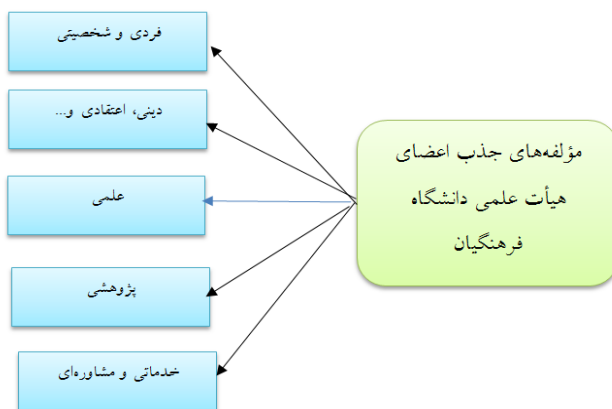 مؤلفه‌های جذب اعضای
هیأت علمی دانشگاه
فرهنگیان
فردی و شخصیتی
دینی، اعتقادی و...
علمی
پژوهشی
خدماتی و مشاوره‌ای